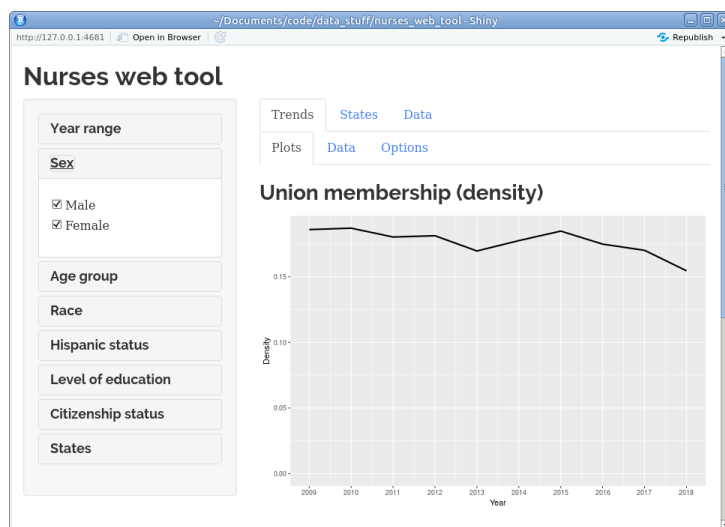 ~/Documents/code/data_stuff/nurses_web_tool - Shiny
http://127.0.0.1:4681 Open in Browser Republish
Nurses web tool
Year range
Sex
Male
Female
Age group
Race
Hispanic status
Level of education
Citizenship status
States
Trends States Data
Plots Data Options
Union membership (density)
Density
0.15
0.10
0.05
0.00
2009 2010 2011 2012 2013 2014 2015 2016 2017 2018
Year